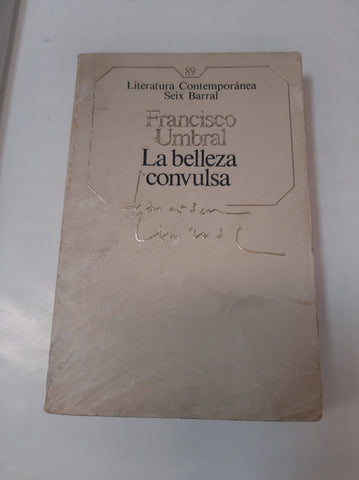 89
Literatura Contemporánea
Seix Barral
Francisco
Umbral
La belleza
convulsa